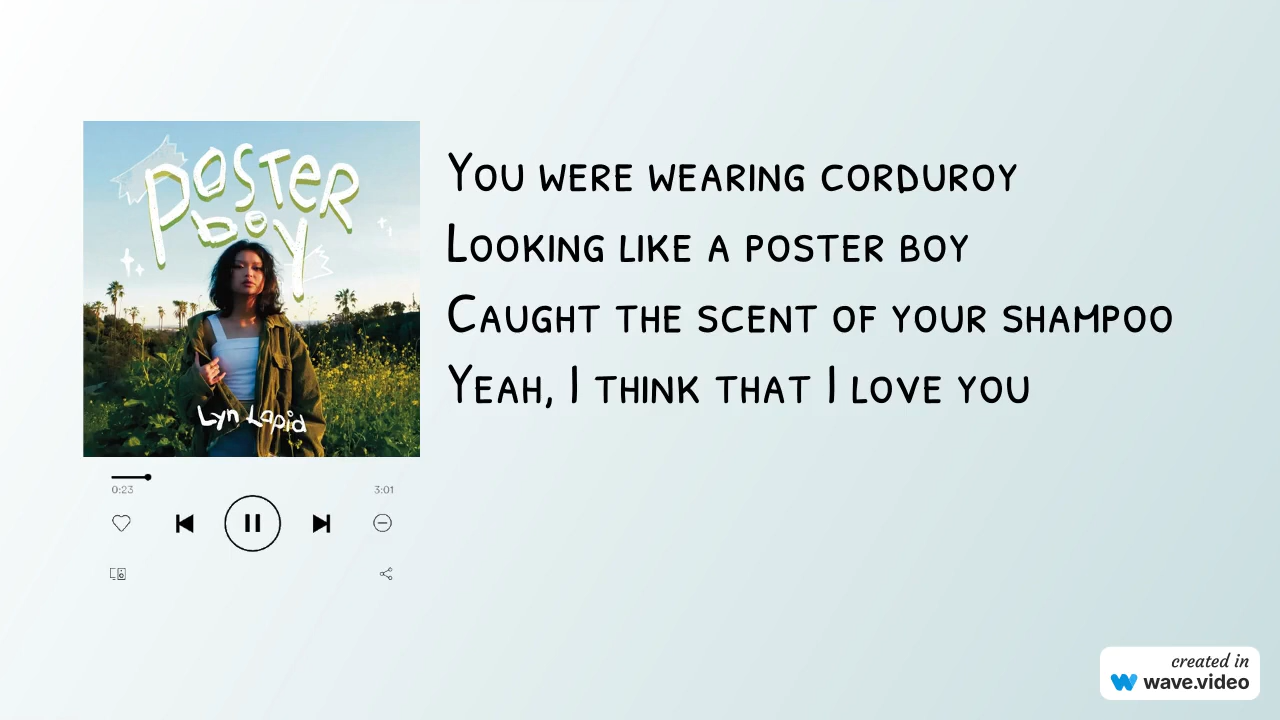 Poster
boy
Lyn Lapid
You were wearing corduroy
Looking like a poster boy
Caught the scent of your shampoo
Yeah, I think that I love you
0:23
3:01
created in
wave.video